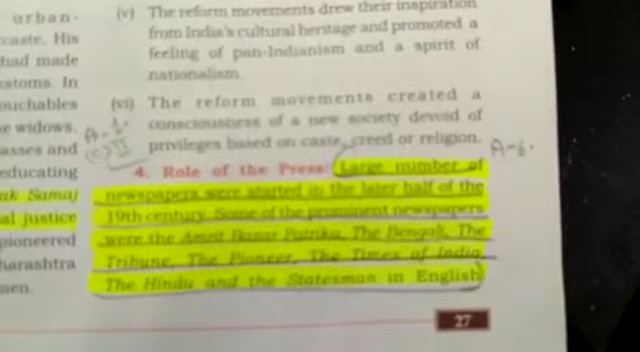 urban-
caste. His
had made
customs. In
ouchables
e widows.
asses and
educating
ak Samaj
al justice
pioneered
harashtra
men.
(v) The reform movements drew their inspiration
from India's cultural heritage and promoted a
feeling of pan-Indianism and a spirit of
nationalism.
(vi) The reform movements created a
consciousness of a new society devoid of
privileges based on caste, creed or religion.
4. Role of the Press: Large number of
newspapers were started in the later half of the
19th century. Some of the prominent newspapers
were the Amrit Bazar Patrika, The Bengali, The
Tribune, The Pioneer, The Times of India,
The Hindu and the Statesman in English
27